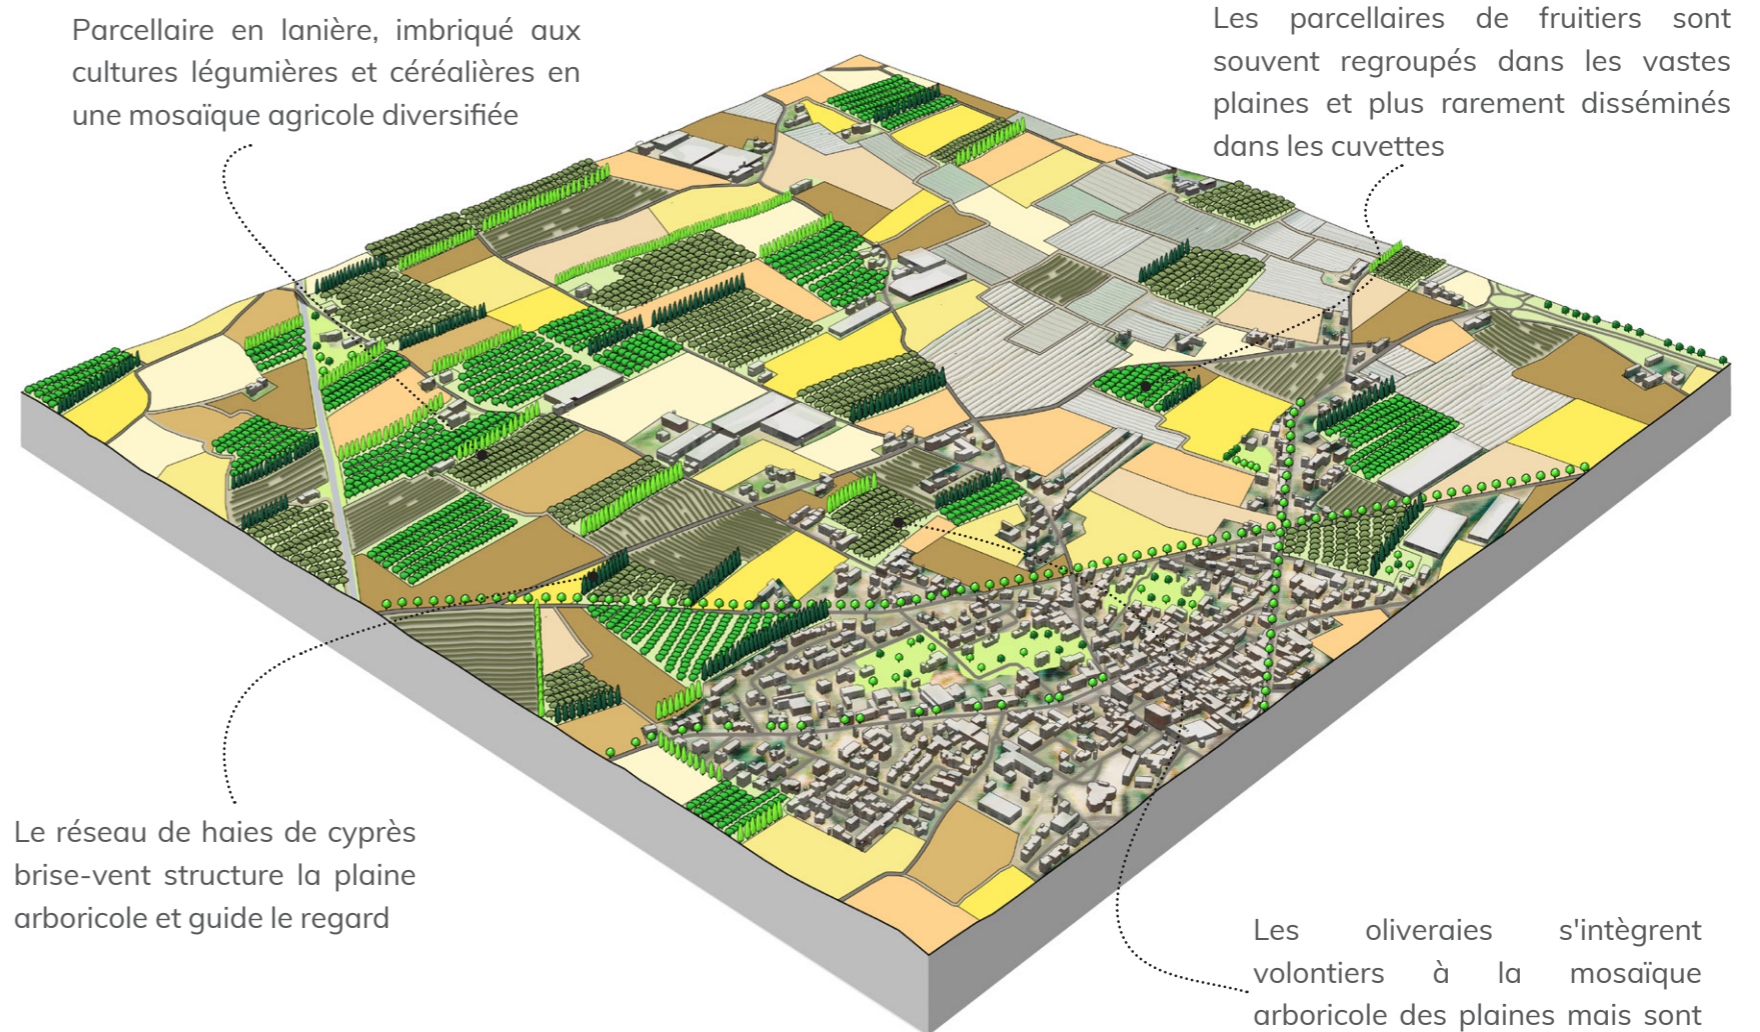 Parcellaire en lanière, imbriqué aux
cultures légumières et céréalières en
une mosaïque agricole diversifiée
Les parcellaires de fruitiers sont
souvent regroupés dans les vastes
plaines et plus rarement disséminés
dans les cuvettes
Le réseau de haies de cyprès
brise-vent structure la plaine
arboricole et guide le regard
Les oliveraies s'intègrent
volontiers à la mosaïque
arboricole des plaines mais sont